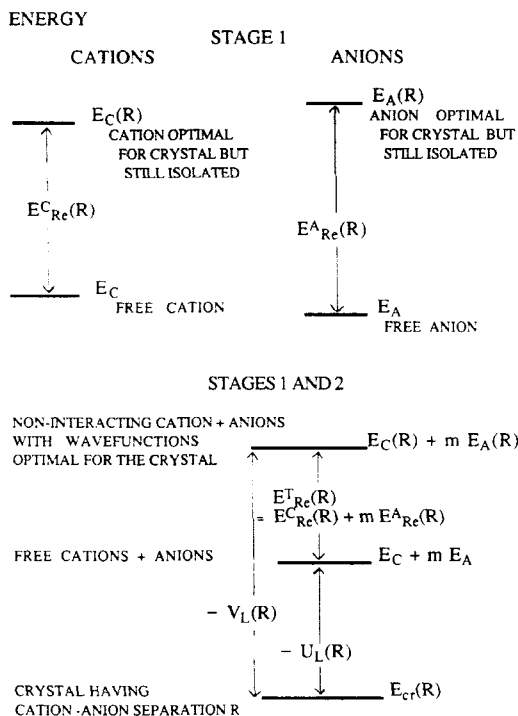 ENERGY
STAGE 1
CATIONS
ANIONS
E_C(R)
CATION OPTIMAL
FOR CRYSTAL BUT
STILL ISOLATED
E_A(R)
ANION OPTIMAL
FOR CRYSTAL BUT
STILL ISOLATED
E^C_Re(R)
E^A_Re(R)
E_C
FREE CATION
E_A
FREE ANION
STAGES 1 AND 2
NON-INTERACTING CATION + ANIONS
WITH WAVEFUNCTIONS
OPTIMAL FOR THE CRYSTAL
E_C(R) + m E_A(R)
E^T_Re(R)
= E^C_Re(R) + m E^A_Re(R)
FREE CATIONS + ANIONS
E_C + m E_A
− V_L(R)
− U_L(R)
CRYSTAL HAVING
CATION -ANION SEPARATION R
E_cr(R)